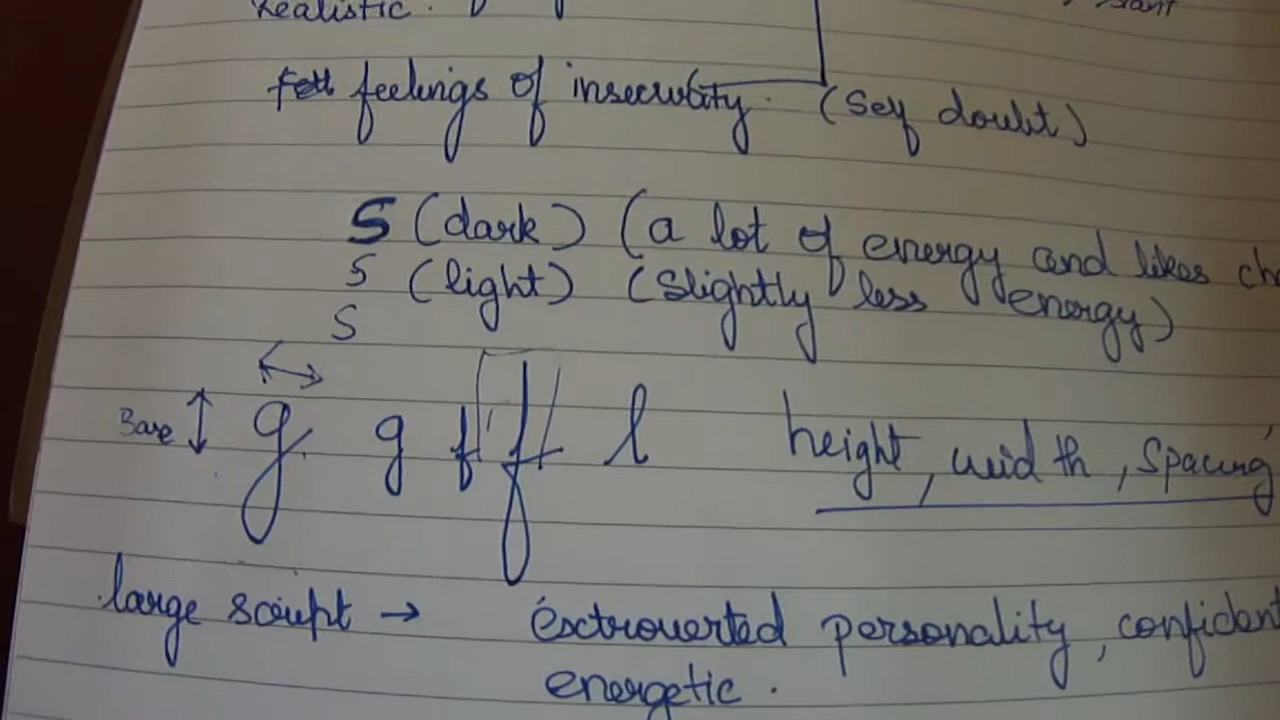 Realistic.
feelings of insecurity. (Self doubt)
S (dark) (a lot of energy and likes
S (light) (slightly less energy)
S
Base g g f f l height, width, spacing
large script → extroverted personality, confident
energetic.